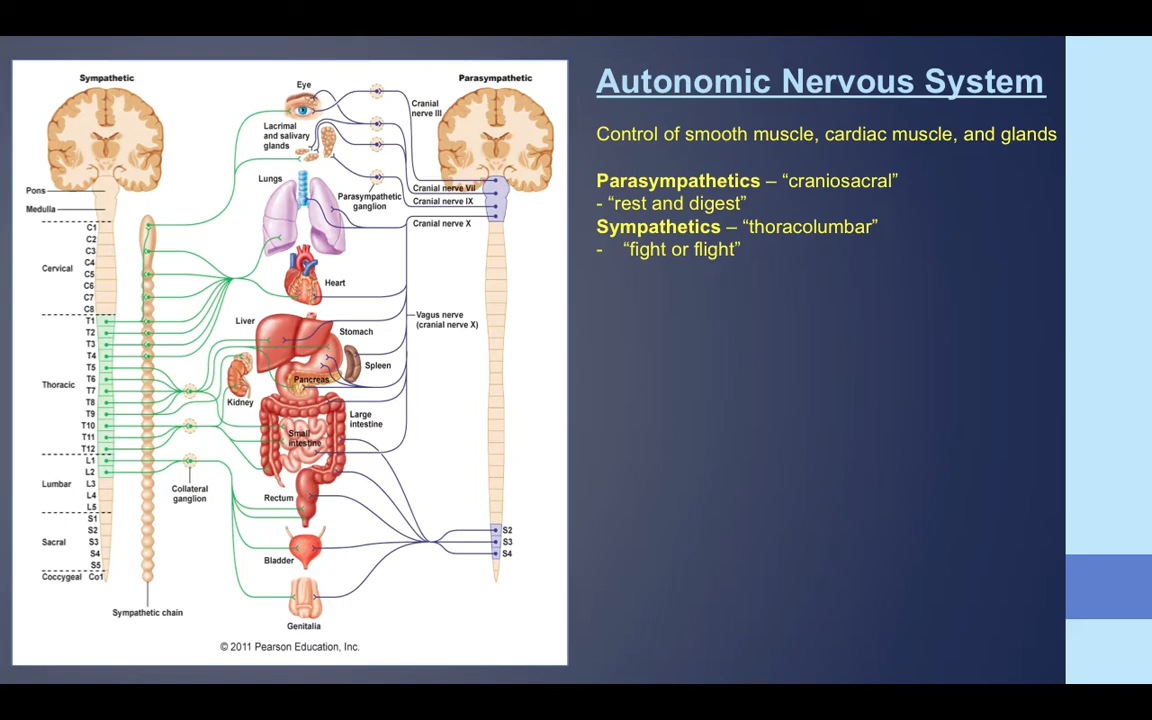 Autonomic Nervous System
Control of smooth muscle, cardiac muscle, and glands
Parasympathetics – “craniosacral”
- “rest and digest”
Sympathetics – “thoracolumbar”
- “fight or flight”
Sympathetic
Parasympathetic
Eye
Cranial
nerve III
Lacrimal
and salivary
glands
Lungs
Parasympathetic
ganglion
Cranial nerve VII
Cranial nerve IX
Cranial nerve X
Pons
Medulla
C1
C2
C3
Cervical
C4
C5
C6
C7
C8
Heart
Liver
Stomach
Vagus nerve
(cranial nerve X)
Spleen
Pancreas
T1
T2
T3
T4
T5
Thoracic
T6
T7
T8
T9
T10
T11
T12
Kidney
Large
intestine
Small
intestine
L1
L2
Lumbar
L3
L4
L5
Collateral
ganglion
Rectum
S1
S2
Sacral
S3
S4
S5
Coccygeal Co1
S2
S3
S4
Bladder
Sympathetic chain
Genitalia
© 2011 Pearson Education, Inc.